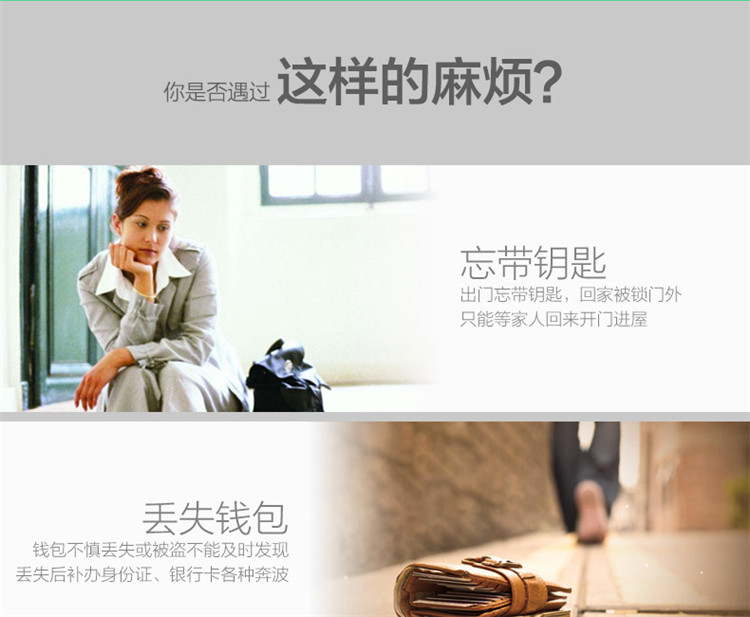 你是否遇过 这样的麻烦?
忘带钥匙
出门忘带钥匙，回家被锁门外
只能等家人回来开门进屋
丢失钱包
钱包不慎丢失或被盗不能及时发现
丢失后补办身份证、银行卡各种奔波